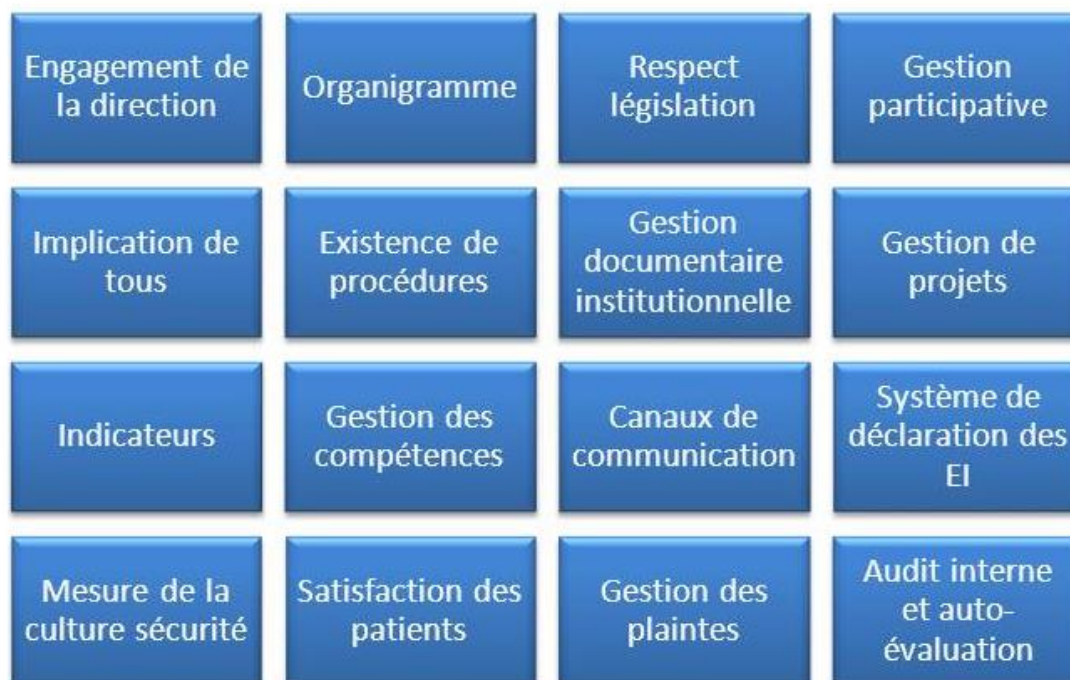 Engagement de
la direction
Organigramme
Respect
législation
Gestion
participative
Implication de
tous
Existence de
procédures
Gestion
documentaire
institutionnelle
Gestion de
projets
Indicateurs
Gestion des
compétences
Canaux de
communication
Système de
déclaration des
EI
Mesure de la
culture sécurité
Satisfaction des
patients
Gestion des
plaintes
Audit interne
et auto-
évaluation